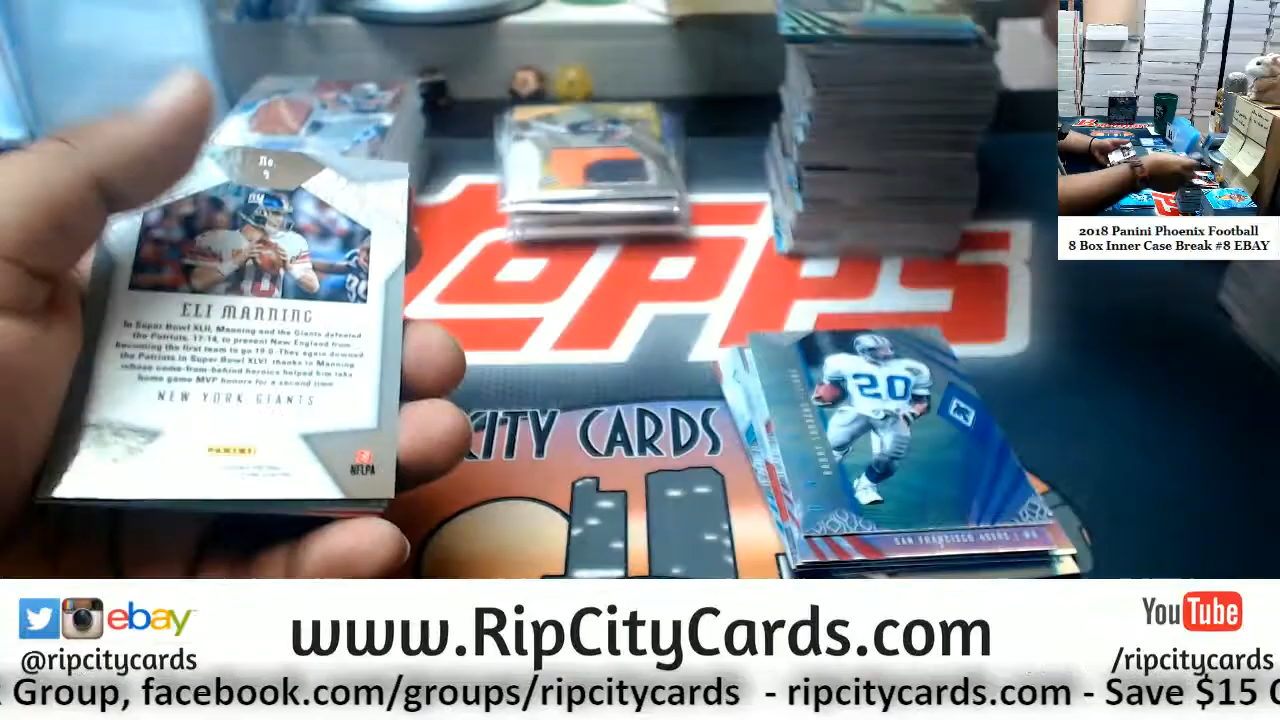 No.
ELI MANNING
In Super Bowl XLII, Manning and the Giants defeated
the Patriots, 17-14, to prevent New England from
becoming the first team to go 19-0. They again downed
the Patriots in Super Bowl XLVI, thanks to Manning
whose come-from-behind heroics helped him take
home game MVP honors for a second time
NEW YORK GIANTS
PANINI
NFLPA
TOPPS
CITY CARDS
20
SAN FRANCISCO 49ERS | WR
2018 Panini Phoenix Football
8 Box Inner Case Break #8 EBAY
ebay
@ripcitycards
www.RipCityCards.com
YouTube
/ripcitycards
Group, facebook.com/groups/ripcitycards - ripcitycards.com - Save $15